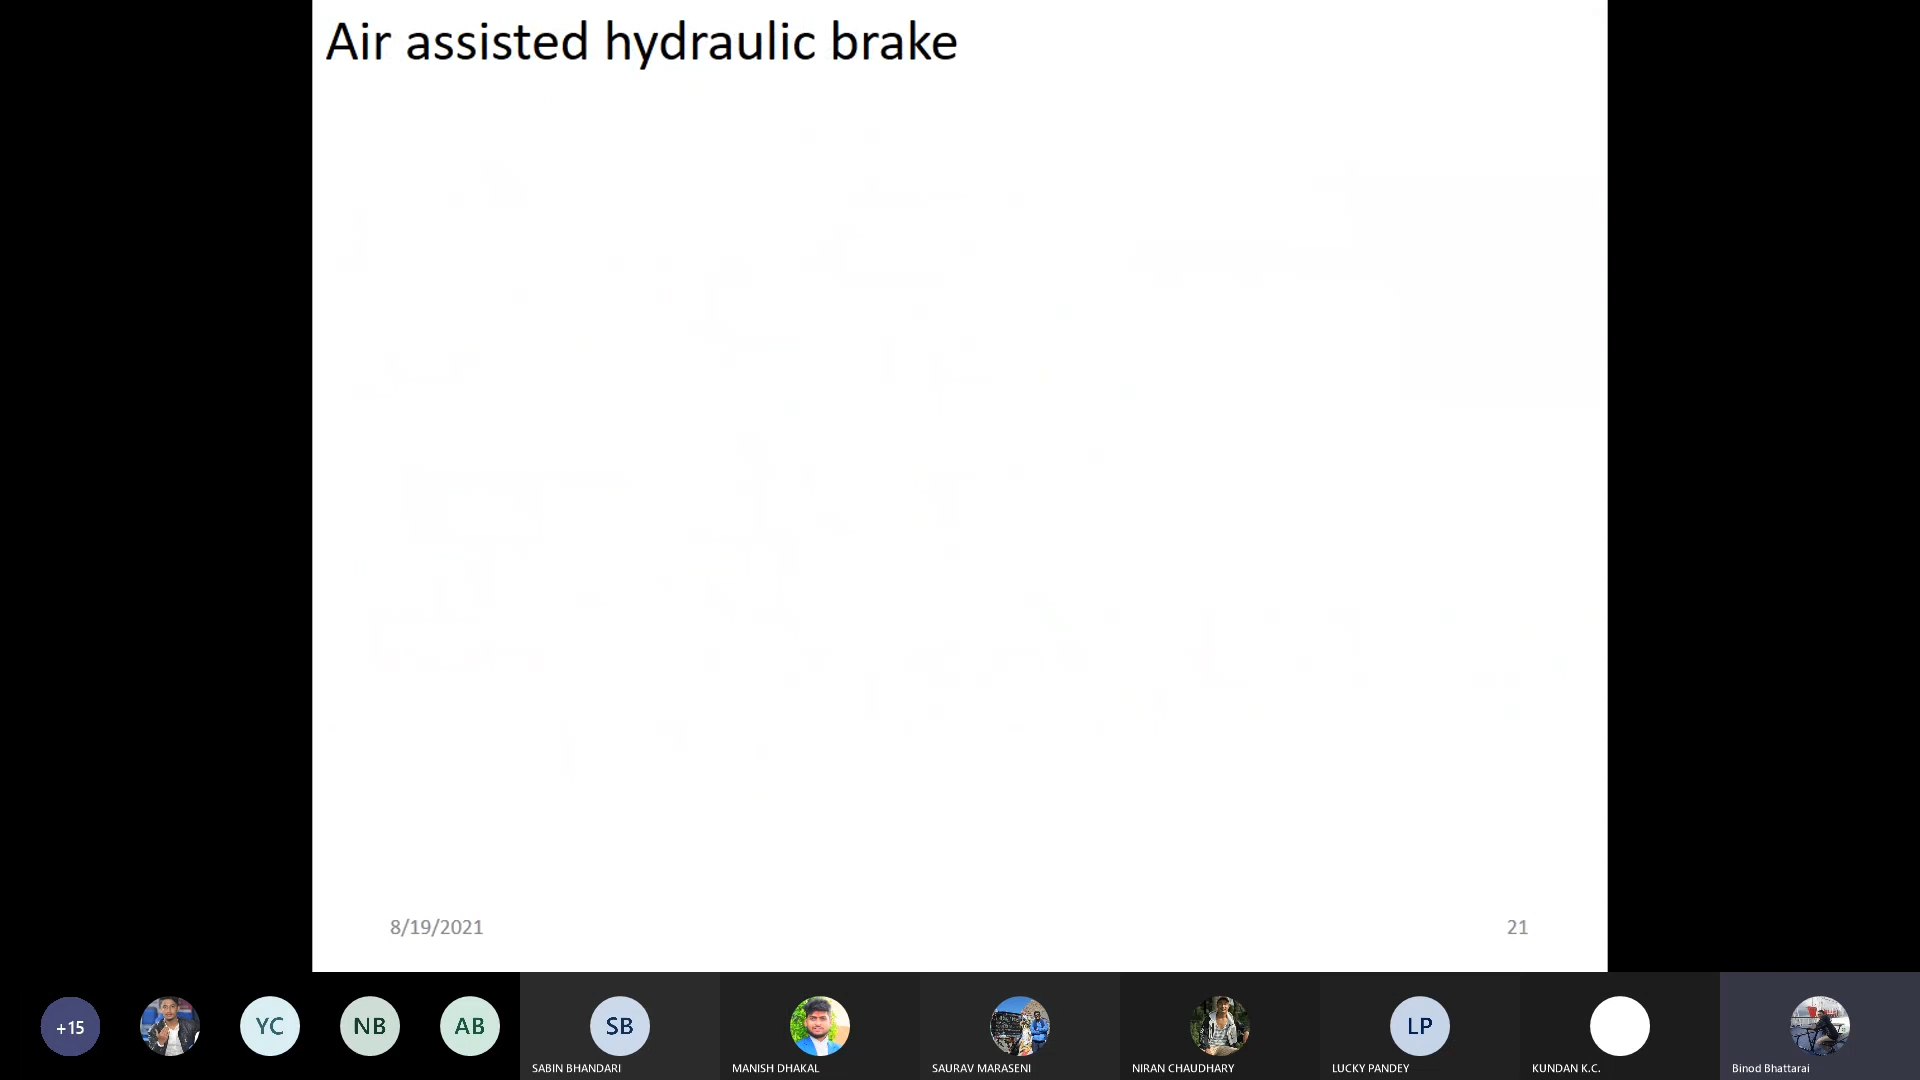 Air assisted hydraulic brake
8/19/2021
21
+15
YC
NB
AB
SB
LP
SABIN BHANDARI
MANISH DHAKAL
SAURAV MARASENI
NIRAN CHAUDHARY
LUCKY PANDEY
KUNDAN K.C.
Binod Bhattarai